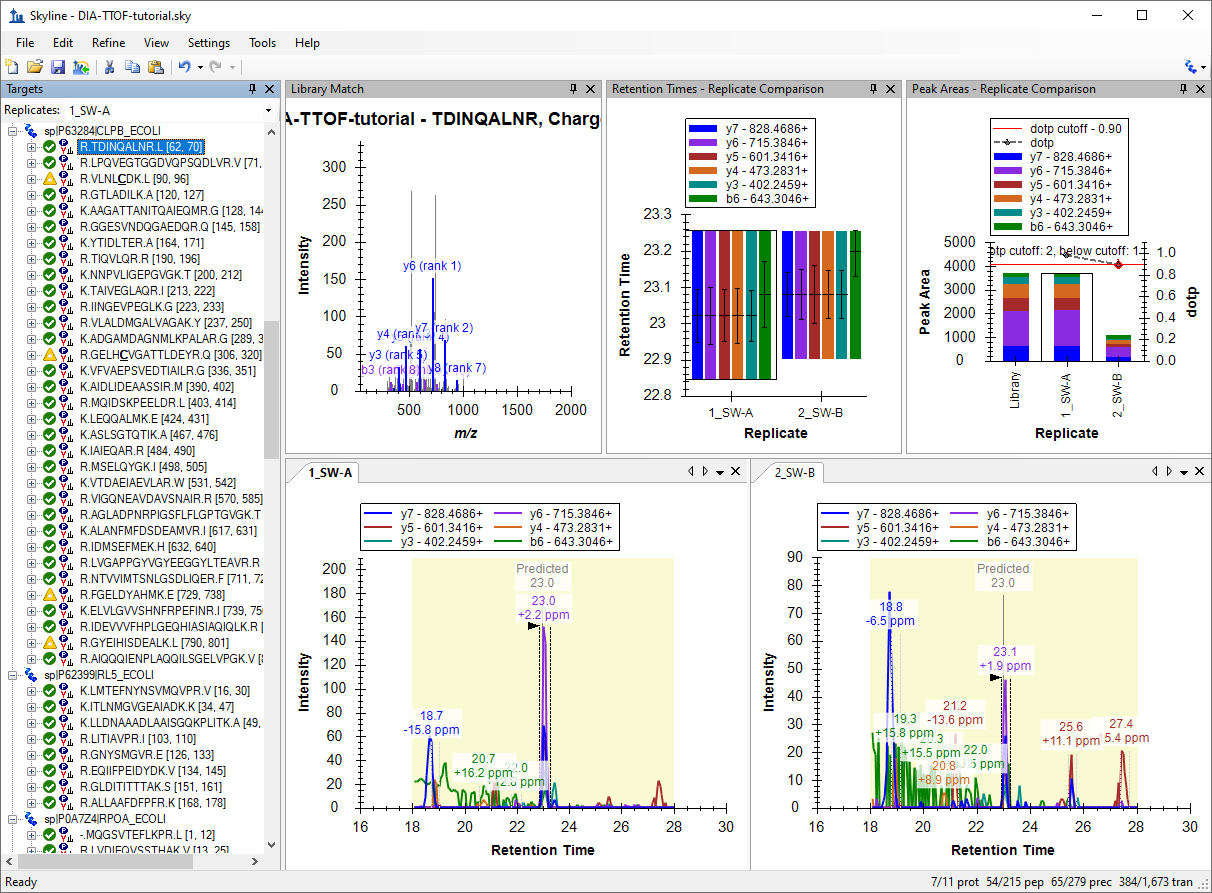 Skyline - DIA-TTOF-tutorial.sky
File Edit Refine View Settings Tools Help
Targets
Replicates: 1_SW-A
sp|P63284|CLPB_ECOLI
R.TDINQALNR.L [62, 70]
R.LPQVEGTGGDVQPSQDLVR.V [71,
R.VLNLCDK.L [90, 96]
R.GTLADILK.A [120, 127]
K.AAGATTANITQAIEQMR.G [128, 144
R.GGESVNDQGAEDQR.Q [145, 158]
K.YTIDLTER.A [164, 171]
R.TIQVLQR.R [190, 196]
K.NNPVLIGEPGVGK.T [200, 212]
K.TAIVEGLAQR.I [213, 222]
R.IINGEVPEGLK.G [223, 233]
R.VLALDMGALVAGAK.Y [237, 250]
K.ADGAMDAGNMLKPALAR.G [289, 3
R.GELHCVGATTLDEYR.Q [306, 320]
K.VFVAEPSVEDTIAILR.G [336, 351]
K.AIDLIDEAASSIR.M [390, 402]
R.MQIDSKPEELDR.L [403, 414]
K.LEQQALMK.E [424, 431]
K.ASLSGTQTIK.A [467, 476]
K.IAIEQAR.R [484, 490]
R.MSELQYGK.I [498, 505]
K.VTDAEIAEVLAR.W [531, 542]
R.VIGQNEAVDAVSNAIR.R [570, 585]
R.AGLADPNRPIGSFLFLGPTGVGK.T
K.ALANFMFDSDEAMVR.I [617, 631]
R.IDMSEFMEK.H [632, 640]
R.LVGAPPGYVGYEEGGYLTEAVR.R
R.NTVVIMTSNLGSDLIQER.F [711, 72
R.FGELDYAHMK.E [729, 738]
K.ELVLGVVSHNFRPEFINR.I [739, 756
R.IDEVVVFHPLGEQHIASIAQIQLK.R
R.GYEIHISDEALK.L [790, 801]
R.AIQQQIENPLAQQILSGELVPGK.V [8
sp|P62399|RL5_ECOLI
K.LMTEFNYNSVMQVPR.V [16, 30]
K.ITLNMGVGEAIADK.K [34, 47]
K.LLDNAAADLAAISGQKPLITK.A [49,
R.LITIAVPR.I [103, 110]
R.GNYSMGVR.E [126, 133]
R.EQIIFPEIDYDK.V [134, 145]
R.GLDITITTTAK.S [151, 161]
R.ALLAAFDFPFR.K [168, 178]
sp|P0A7Z4|RPOA_ECOLI
-.MQGSVTEFLKPR.L [1, 12]
R.LVDIEQVSSTHAK.V [13, 25]
Library Match
A-TTOF-tutorial - TDINQALNR, Charg
Intensity
300
250
200
150
100
50
0
y6 (rank 1)
y7 (rank 2)
y8 (rank 7)
500 1000 1500 2000
m/z
Retention Times - Replicate Comparison
y7 - 828.4686+
y6 - 715.3846+
y5 - 601.3416+
y4 - 473.2831+
y3 - 402.2459+
b6 - 643.3046+
Retention Time
23.3
23.2
23.1
23
22.9
22.8
1_SW-A 2_SW-B
Replicate
Peak Areas - Replicate Comparison
dotp cutoff - 0.90
dotp
y7 - 828.4686+
y6 - 715.3846+
y5 - 601.3416+
y4 - 473.2831+
y3 - 402.2459+
b6 - 643.3046+
otp cutoff: 2, below cutoff: 1
Peak Area
5000
4000
3000
2000
1000
0
1.0
0.8
0.6
0.4
0.2
0.0
dotp
Library 1_SW-A 2_SW-B
Replicate
1_SW-A
y7 - 828.4686+ y6 - 715.3846+
y5 - 601.3416+ y4 - 473.2831+
y3 - 402.2459+ b6 - 643.3046+
Intensity
200
180
160
140
120
100
80
60
40
20
0
Predicted
23.0
23.0
+2.2 ppm
18.7
-15.8 ppm
20.7
+16.2 ppm
22.0
16 18 20 22 24 26 28 30
Retention Time
2_SW-B
y7 - 828.4686+ y6 - 715.3846+
y5 - 601.3416+ y4 - 473.2831+
y3 - 402.2459+ b6 - 643.3046+
Intensity
90
80
70
60
50
40
30
20
10
0
Predicted
23.0
18.8
-6.5 ppm
23.1
+1.9 ppm
21.2
-13.6 ppm
19.3
+15.8 ppm
+15.5 ppm
22.0
20.8
+8.9 ppm
25.6
+11.1 ppm
27.4
5.4 ppm
16 18 20 22 24 26 28 30
Retention Time
Ready
7/11 prot 54/215 pep 65/279 prec 384/1,673 tran